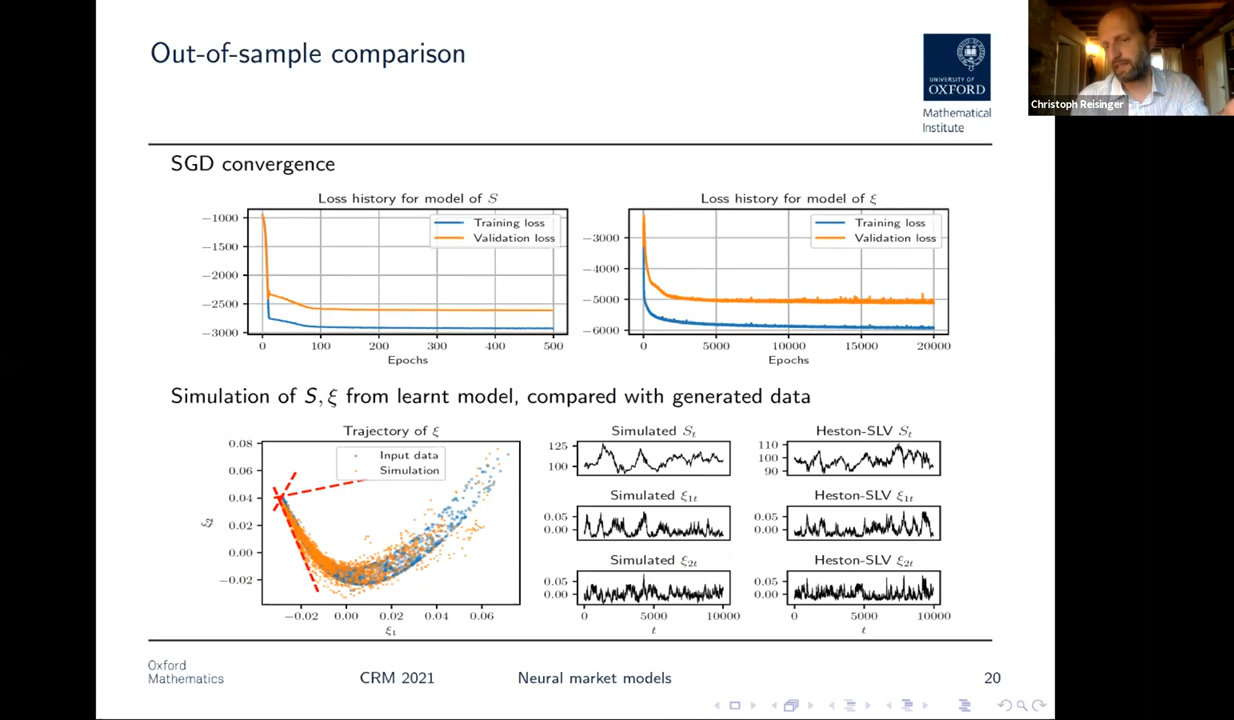 Out-of-sample comparison
UNIVERSITY OF
OXFORD
Mathematical
Institute
Christoph Reisinger
SGD convergence
Loss history for model of S
−1000
−1500
−2000
−2500
−3000
Training loss
Validation loss
0 100 200 300 400 500
Epochs
Loss history for model of ξ
−3000
−4000
−5000
−6000
Training loss
Validation loss
0 5000 10000 15000 20000
Epochs
Simulation of S, ξ from learnt model, compared with generated data
Trajectory of ξ
0.08
0.06
0.04
0.02
0.00
−0.02
ξ₂
Input data
Simulation
−0.02 0.00 0.02 0.04 0.06
ξ₁
Simulated Sₜ
125
100
Simulated ξ₁ₜ
0.05
0.00
Simulated ξ₂ₜ
0.05
0.00
0 5000 10000
t
Heston-SLV Sₜ
110
100
90
Heston-SLV ξ₁ₜ
0.05
0.00
Heston-SLV ξ₂ₜ
0.05
0.00
0 5000 10000
t
Oxford
Mathematics
CRM 2021
Neural market models
20